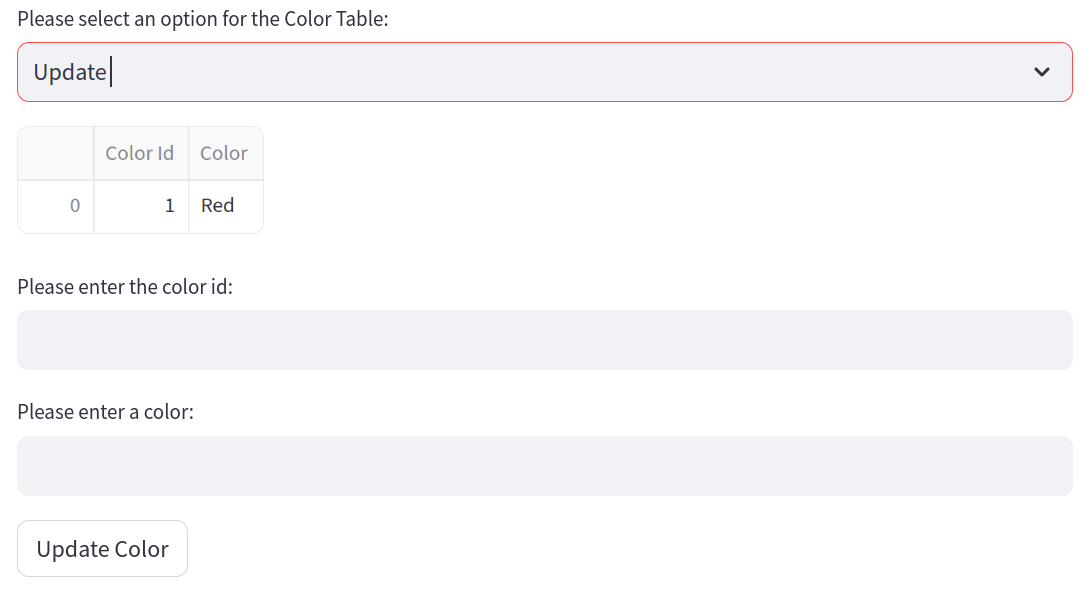 Please select an option for the Color Table:
Update
Color Id Color
0 1 Red
Please enter the color id:
Please enter a color:
Update Color